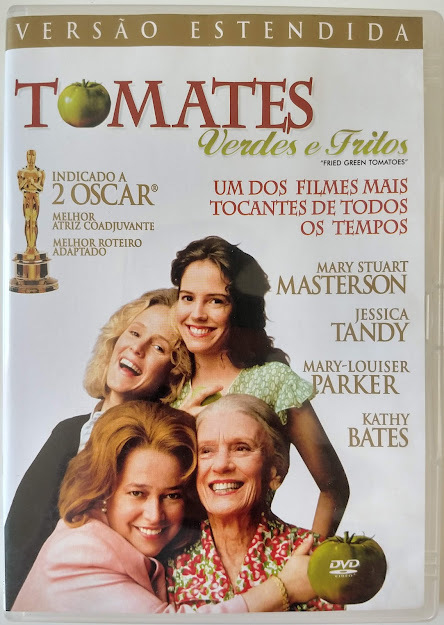 VERSÃO ESTENDIDA
TOMATES
Verdes e Fritos
"FRIED GREEN TOMATOES"
INDICADO A
2 OSCAR®
MELHOR
ATRIZ COADJUVANTE
MELHOR ROTEIRO
ADAPTADO
UM DOS FILMES MAIS
TOCANTES DE TODOS
OS TEMPOS
MARY STUART
MASTERSON
JESSICA
TANDY
MARY-LOUISER
PARKER
KATHY
BATES
DVD
VIDEO